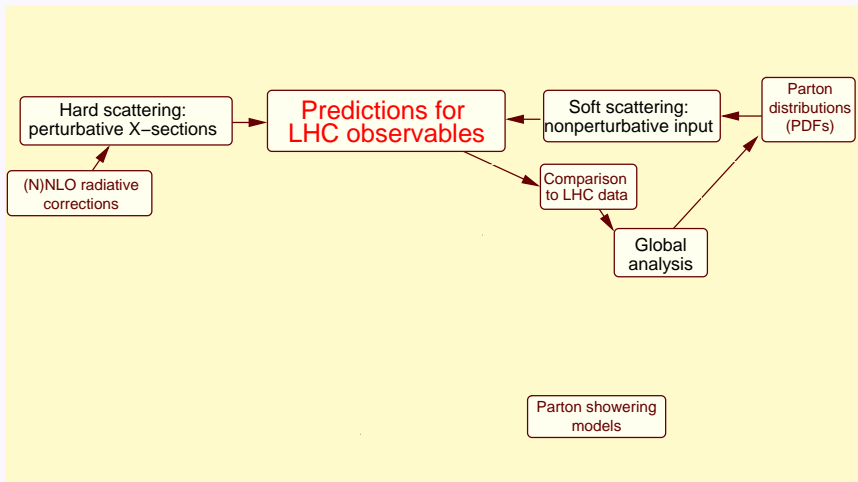 Hard scattering:
perturbative X−sections
Predictions for
LHC observables
Soft scattering:
nonperturbative input
Parton
distributions
(PDFs)
(N)NLO radiative
corrections
Comparison
to LHC data
Global
analysis
Parton showering
models